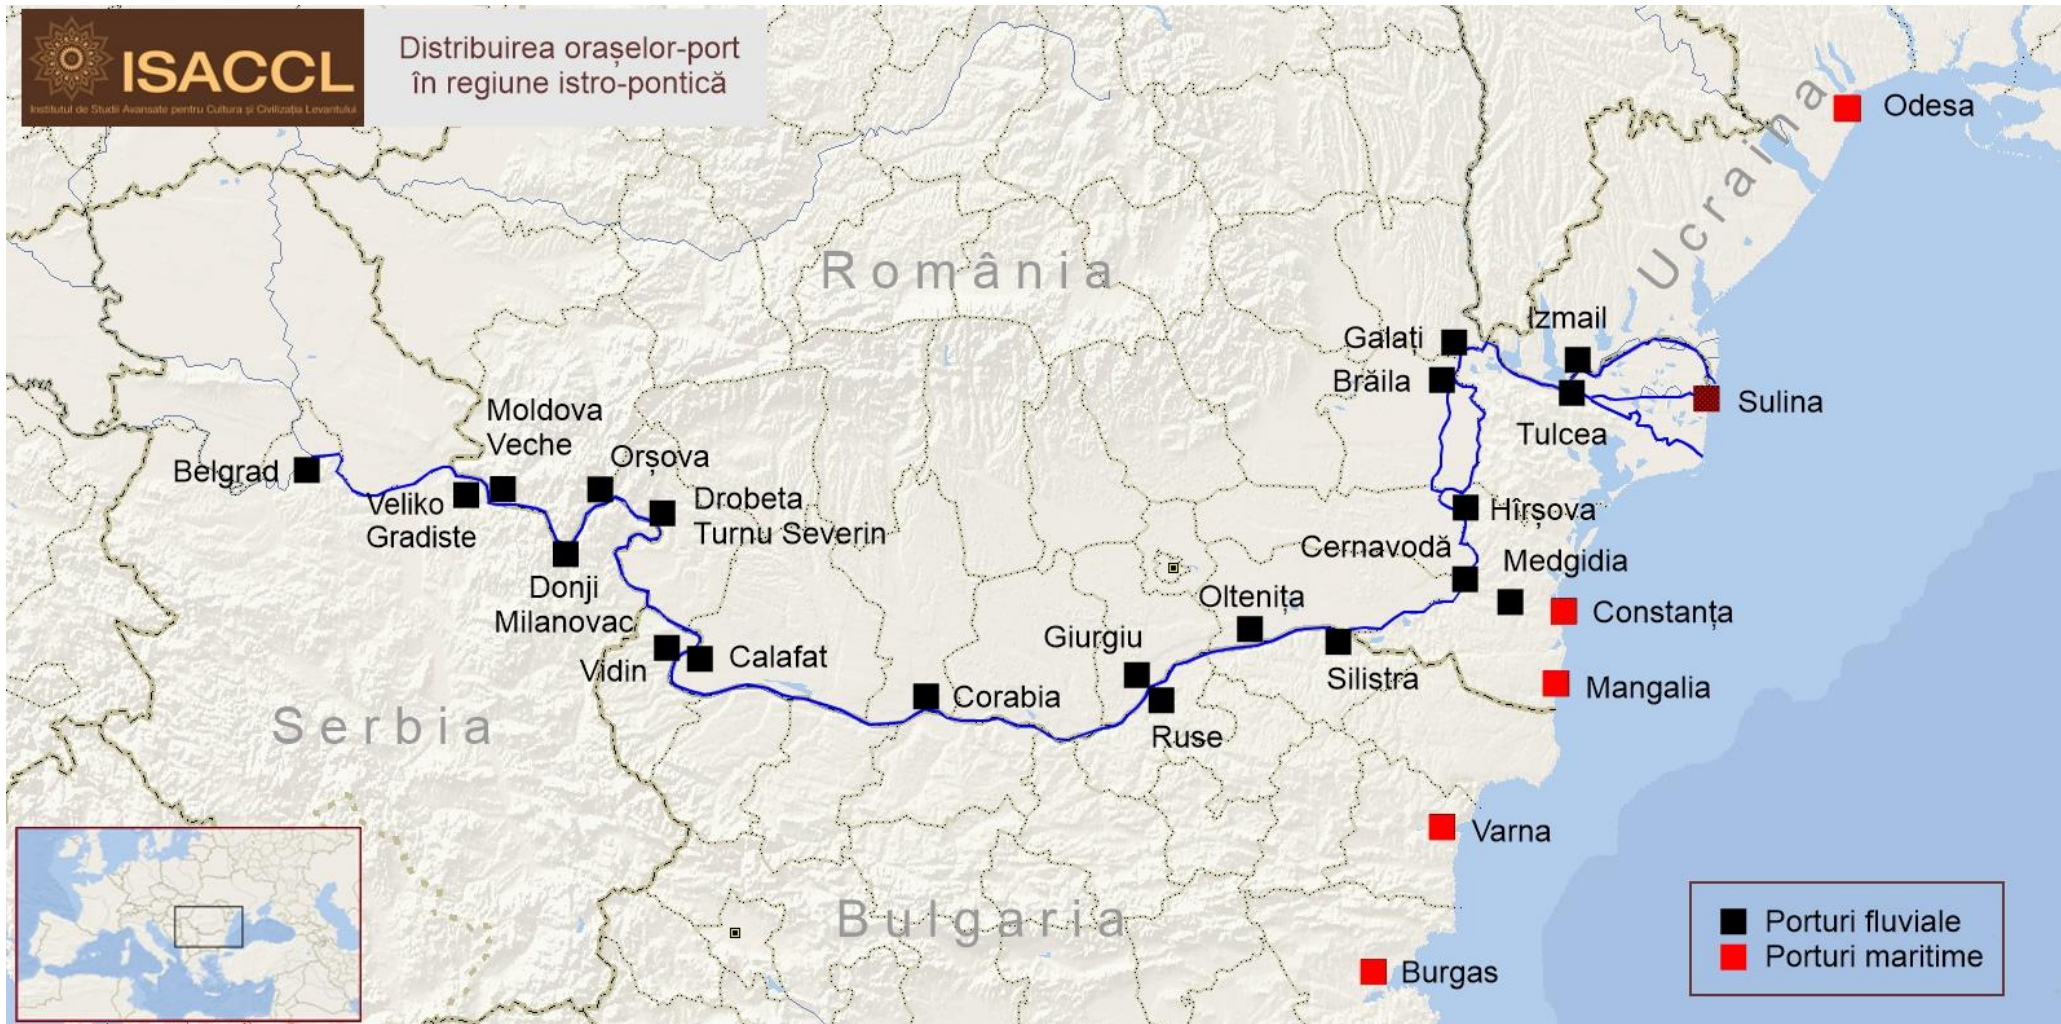 ISACCL
Institutul de Studii Avansate pentru Cultura și Civilizația Levantului
Distribuirea orașelor-port
în regiune istro-pontică
Odesa
Ucraina
România
Izmail
Galați
Brăila
Sulina
Tulcea
Moldova
Veche
Orșova
Belgrad
Veliko
Gradiste
Drobeta
Turnu Severin
Hîrșova
Cernavodă
Medgidia
Donji
Milanovac
Oltenița
Constanța
Giurgiu
Vidin
Calafat
Silistra
Mangalia
Corabia
Serbia
Ruse
Varna
Bulgaria
Burgas
Porturi fluviale
Porturi maritime